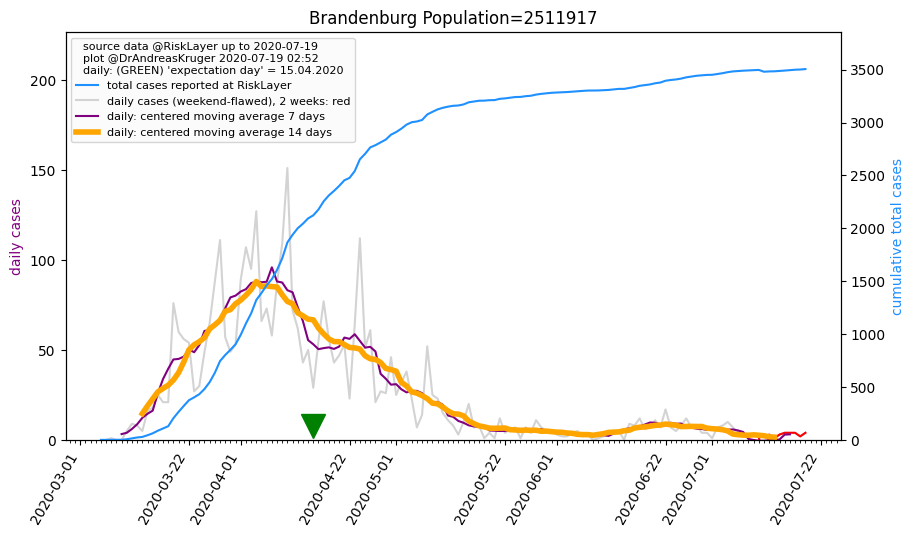 Brandenburg Population=2511917
source data @RiskLayer up to 2020-07-19
plot @DrAndreasKruger 2020-07-19 02:52
daily: (GREEN) 'expectation day' = 15.04.2020
total cases reported at RiskLayer
daily cases (weekend-flawed), 2 weeks: red
daily: centered moving average 7 days
daily: centered moving average 14 days
daily cases
200
150
100
50
0
cumulative total cases
3500
3000
2500
2000
1500
1000
500
0
2020-03-01
2020-03-22
2020-04-01
2020-04-22
2020-05-01
2020-05-22
2020-06-01
2020-06-22
2020-07-01
2020-07-22